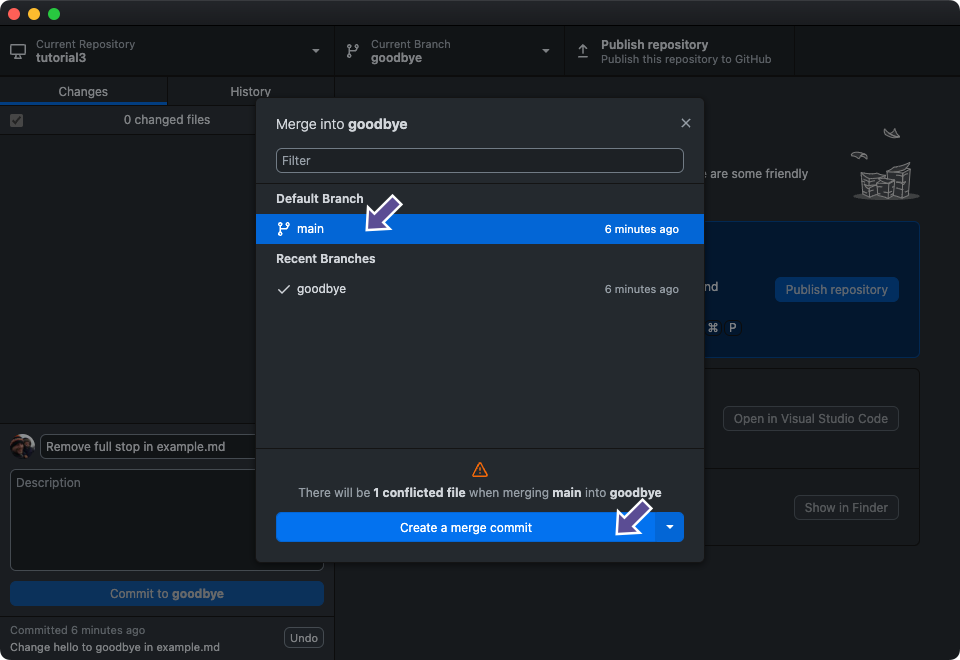 Current Repository
tutorial3
Current Branch
goodbye
Publish repository
Publish this repository to GitHub
Changes
History
0 changed files
Merge into goodbye
Filter
Default Branch
main 6 minutes ago
Recent Branches
goodbye 6 minutes ago
There will be 1 conflicted file when merging main into goodbye
Create a merge commit
are some friendly
Publish repository
⌘ P
Open in Visual Studio Code
Show in Finder
Remove full stop in example.md
Description
Commit to goodbye
Committed 6 minutes ago
Change hello to goodbye in example.md
Undo